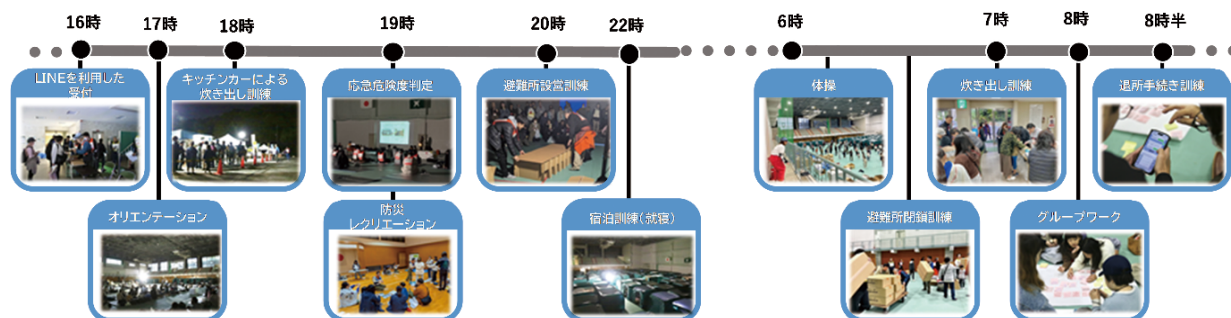 16時
17時
18時
19時
20時
22時
6時
7時
8時
8時半
LINEを利用した
受付
キッチンカーによる
炊き出し訓練
応急危険度判定
避難所設営訓練
体操
炊き出し訓練
退所手続き訓練
オリエンテーション
防災
レクリエーション
宿泊訓練(就寝)
避難所閉鎖訓練
グループワーク